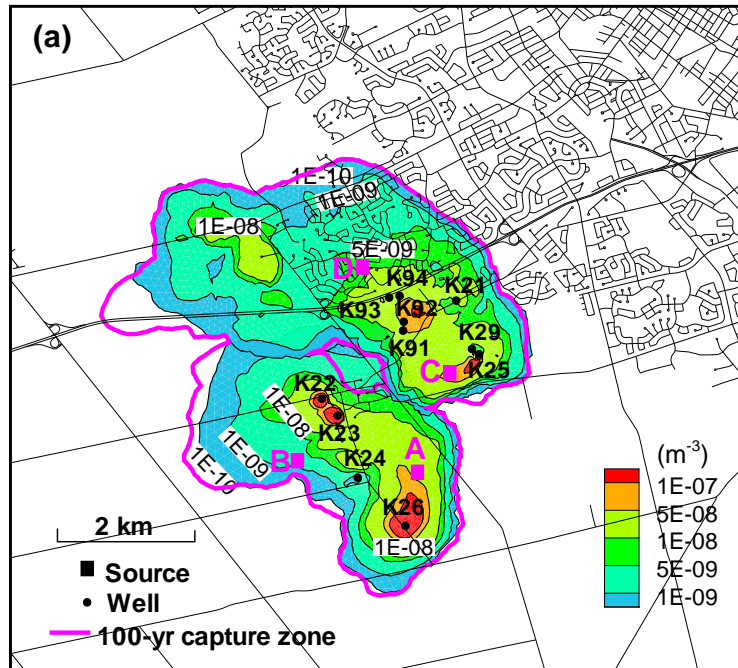 (a)
1E-10
1E-09
1E-08
5E-09
D
K94
K21
K93
K92
K91
K29
C
K25
K22
1E-08
K23
1E-09
B
K24
A
1E-10
K26
1E-08
(m-3)
1E-07
5E-08
1E-08
5E-09
1E-09
2 km
Source
Well
100-yr capture zone